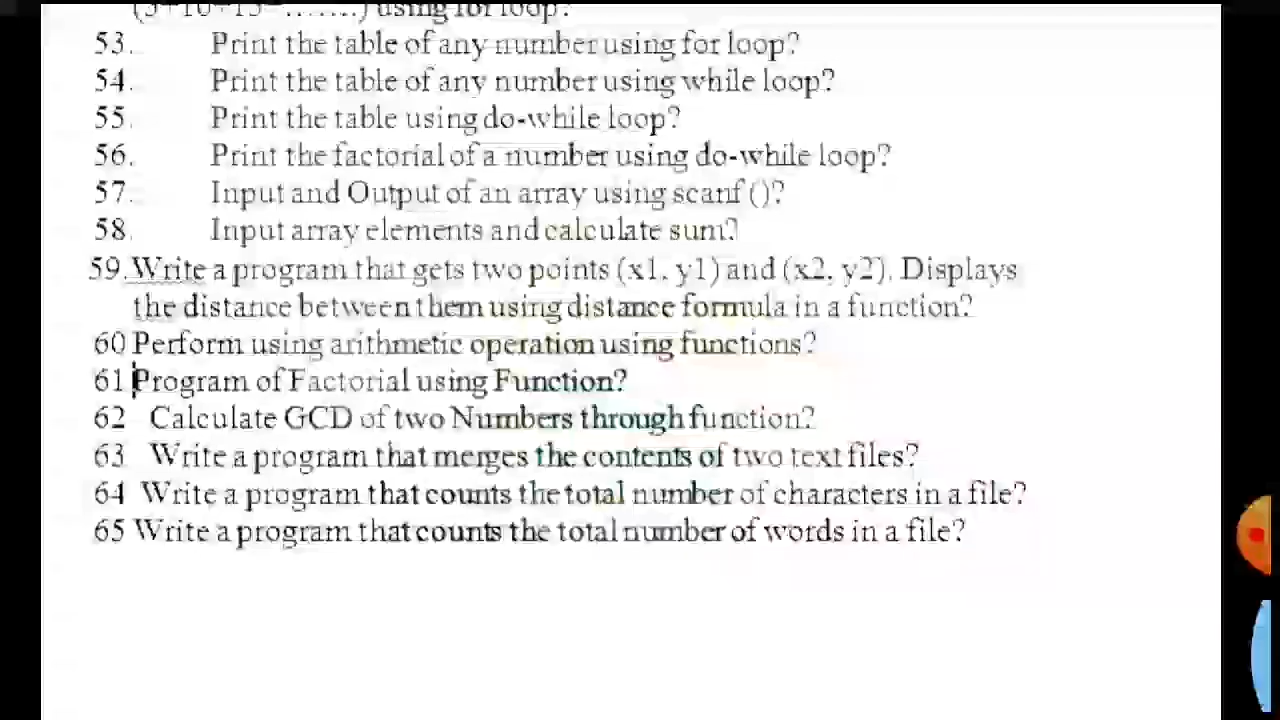 (5+10+15+.......) using for loop?
53. Print the table of any number using for loop?
54. Print the table of any number using while loop?
55. Print the table using do-while loop?
56. Print the factorial of a number using do-while loop?
57. Input and Output of an array using scanf ()?
58. Input array elements and calculate sum?
59. Write a program that gets two points (x1, y1) and (x2, y2). Displays
the distance between them using distance formula in a function?
60 Perform using arithmetic operation using functions?
61 Program of Factorial using Function?
62 Calculate GCD of two Numbers through function?
63 Write a program that merges the contents of two text files?
64 Write a program that counts the total number of characters in a file?
65 Write a program that counts the total number of words in a file?